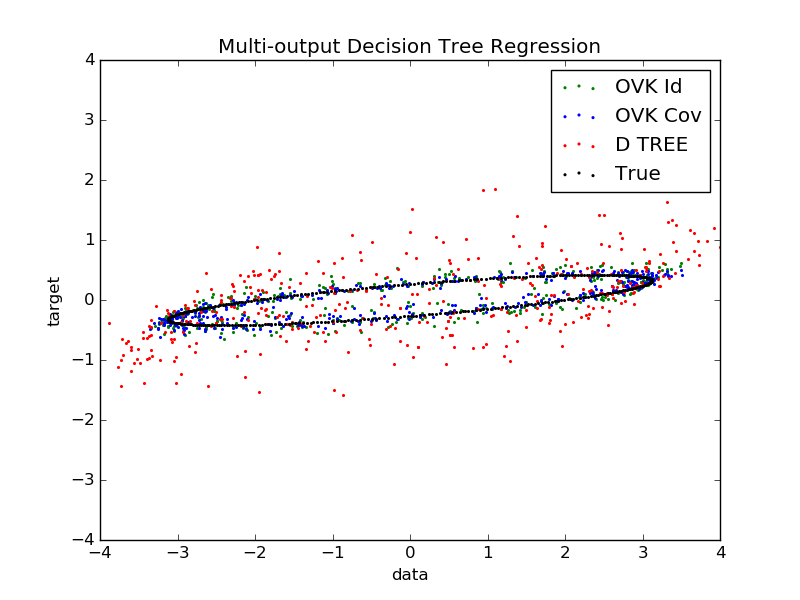 Multi-output Decision Tree Regression
OVK Id
OVK Cov
D TREE
True
4
3
2
1
0
−1
−2
−3
−4
target
−4 −3 −2 −1 0 1 2 3 4
data